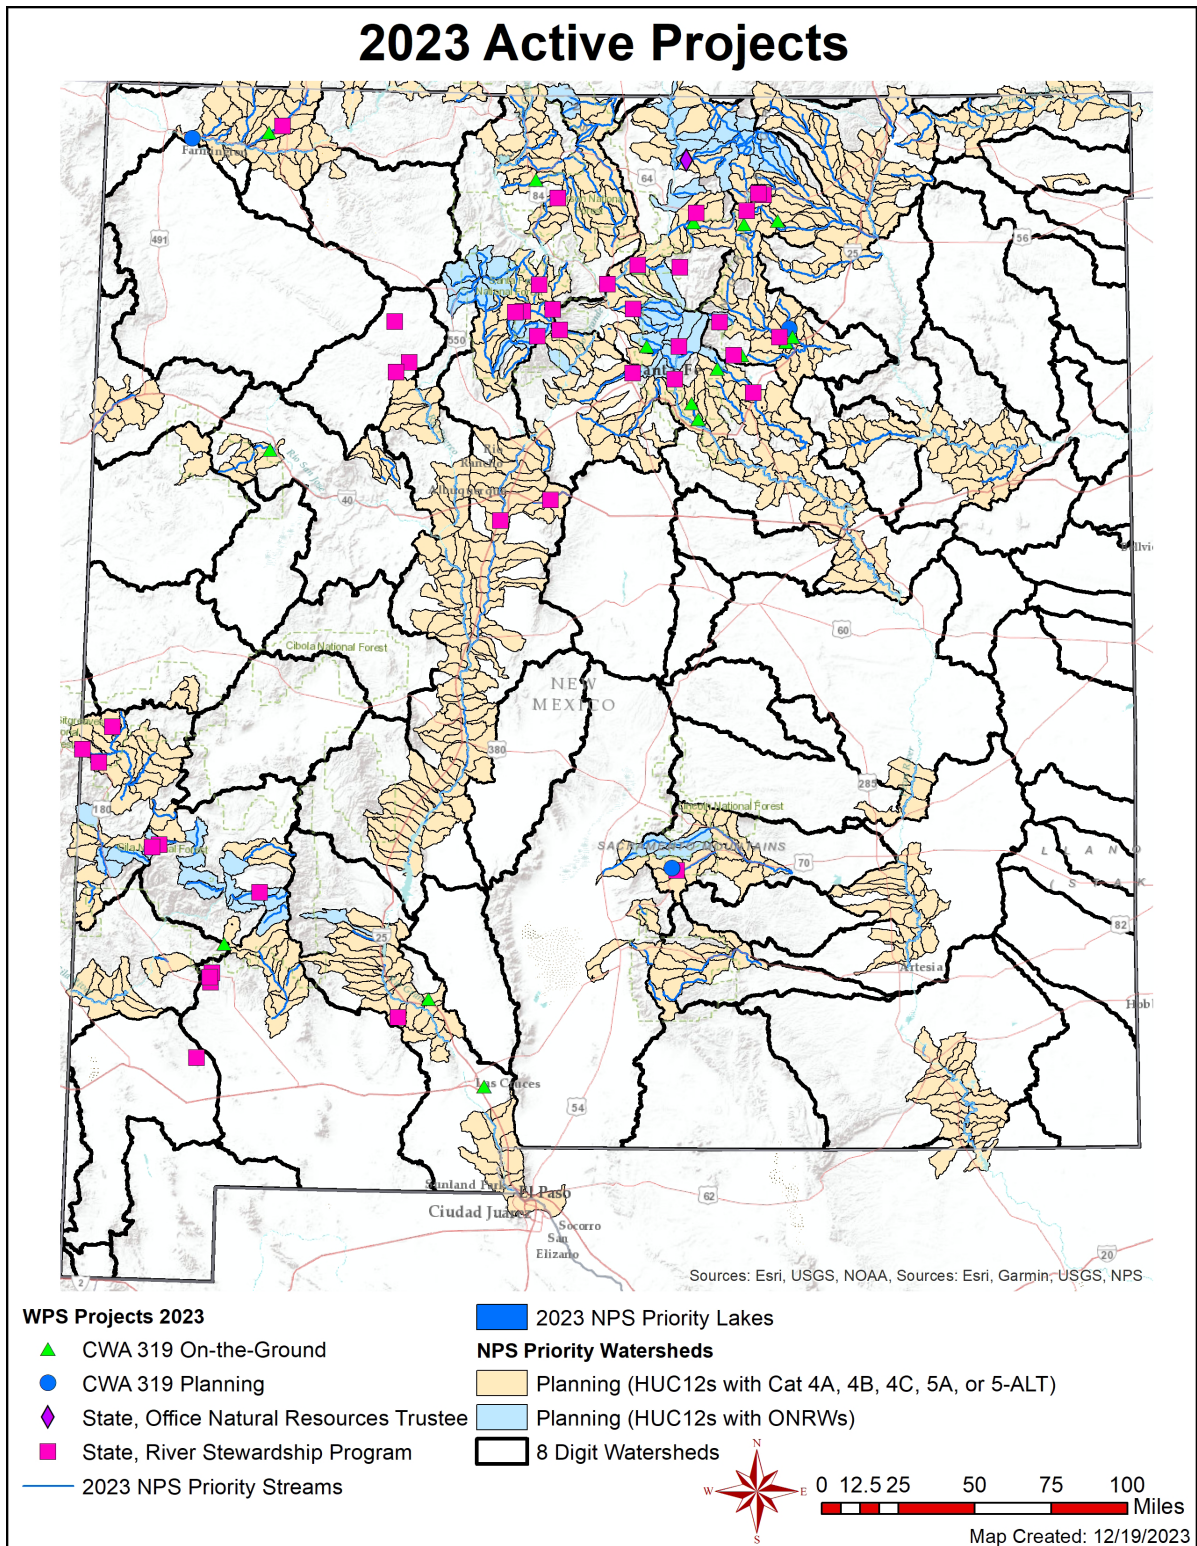 2023 Active Projects
Farmington
64
84
491
56
25
550
Santa Fe
Rio
Rancho
Albuquerque
40
60
Cibola National Forest
NEW
MEXICO
380
285
Lincoln National Forest
180
Gila National Forest
SACRAMENTO MOUNTAINS
70
L L A N O
82
25
Artesia
Las Cruces
54
Sunland Park
El Paso
Ciudad Juárez
62
Socorro
San
Elizario
20
2
Sources: Esri, USGS, NOAA, Sources: Esri, Garmin, USGS, NPS
WPS Projects 2023
CWA 319 On-the-Ground
CWA 319 Planning
State, Office Natural Resources Trustee
State, River Stewardship Program
2023 NPS Priority Streams
2023 NPS Priority Lakes
NPS Priority Watersheds
Planning (HUC12s with Cat 4A, 4B, 4C, 5A, or 5-ALT)
Planning (HUC12s with ONRWs)
8 Digit Watersheds
N
W
E
S
0 12.5 25 50 75 100
Miles
Map Created: 12/19/2023